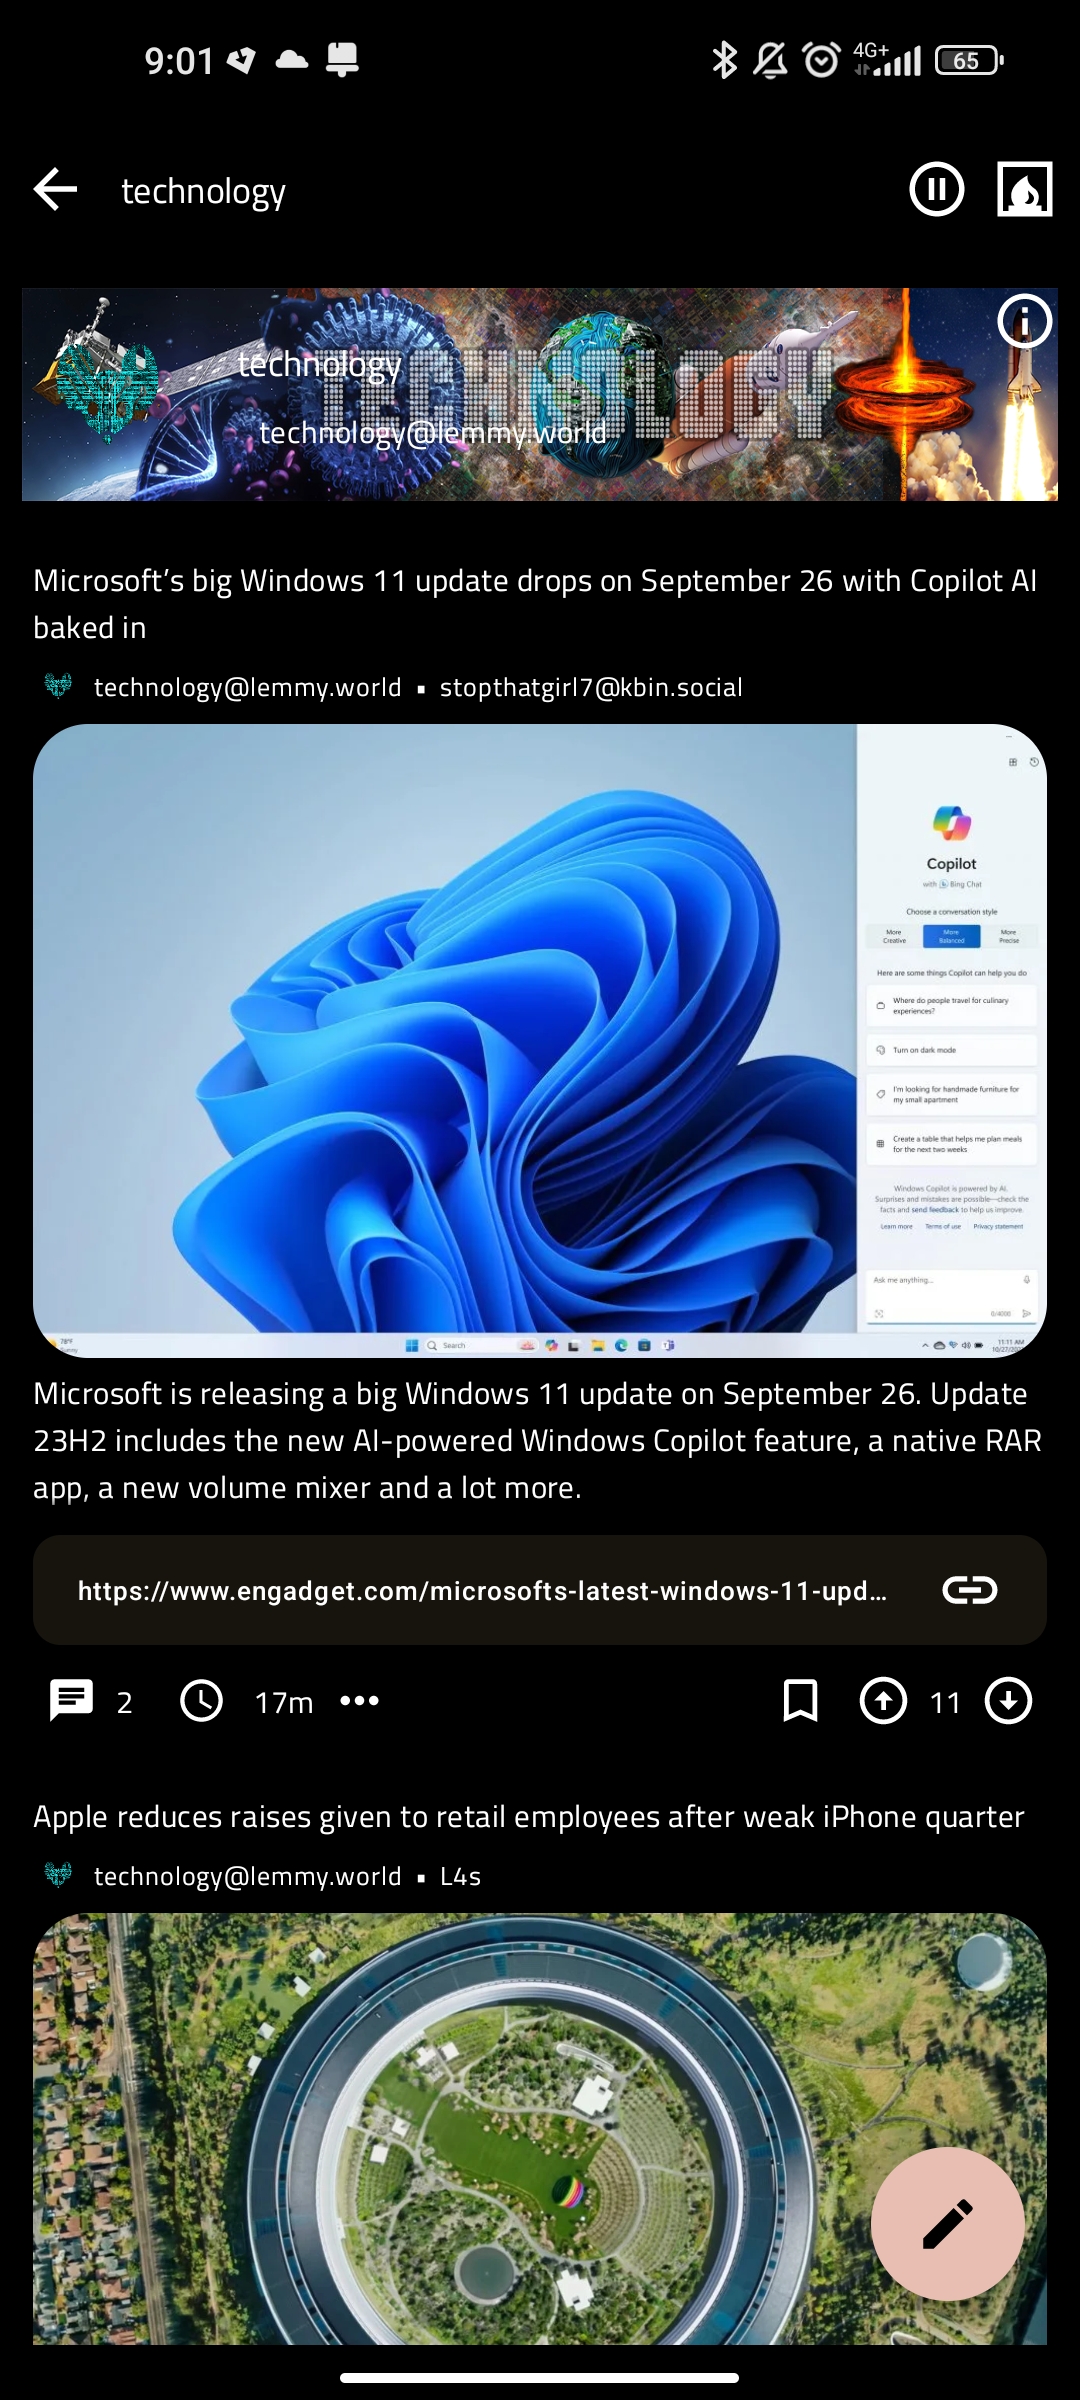 9:01
4G+
65
technology
technology
technology@lemmy.world
Microsoft’s big Windows 11 update drops on September 26 with Copilot AI
baked in
technology@lemmy.world ▪ stopthatgirl7@kbin.social
Copilot
with Bing Chat
Choose a conversation style
More Creative
More Balanced
More Precise
Here are some things Copilot can help you do
Where do people travel for culinary
experiences?
Turn on dark mode
I'm looking for handmade furniture for
my small apartment
Create a table that helps me plan meals
for the next two weeks
Windows Copilot is powered by AI.
Surprises and mistakes are possible—check the
facts and send feedback to help us improve.
Learn more Terms of use Privacy statement
Ask me anything...
0/4000
78°F
Sunny
Search
11:11 AM
Microsoft is releasing a big Windows 11 update on September 26. Update
23H2 includes the new AI-powered Windows Copilot feature, a native RAR
app, a new volume mixer and a lot more.
https://www.engadget.com/microsofts-latest-windows-11-upd...
2 17m ••• 11
Apple reduces raises given to retail employees after weak iPhone quarter
technology@lemmy.world ▪ L4s